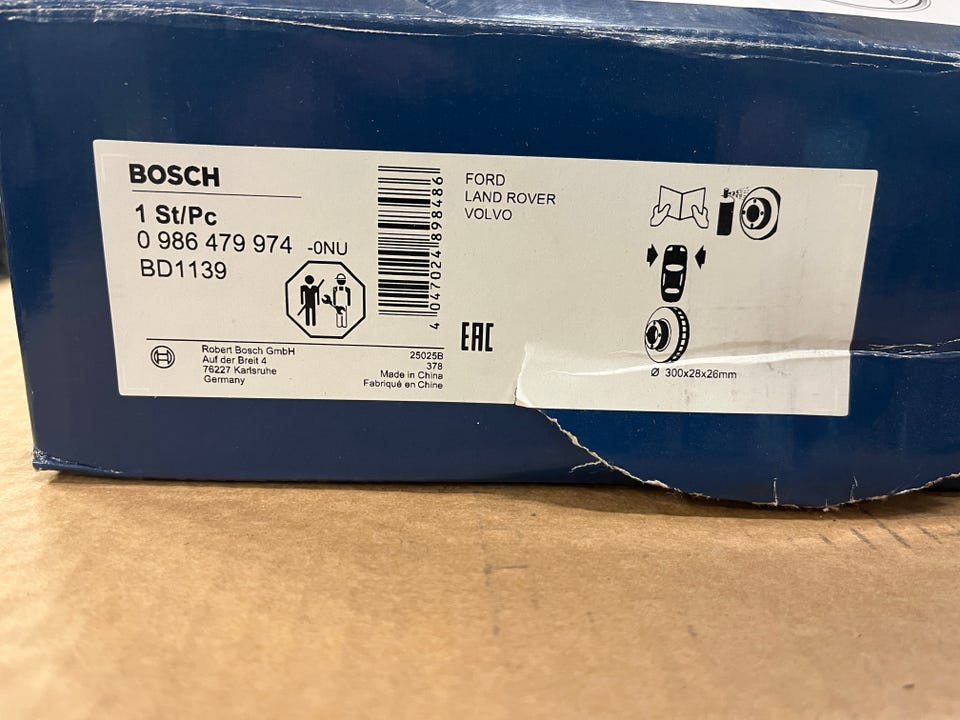 BOSCH
1 St/Pc
0 986 479 974 -0NU
BD1139
Robert Bosch GmbH
Auf der Breit 4
76227 Karlsruhe
Germany
25025B
378
Made in China
Fabriqué en Chine
4 047024 898486
FORD
LAND ROVER
VOLVO
EAC
Ø 300x28x26mm